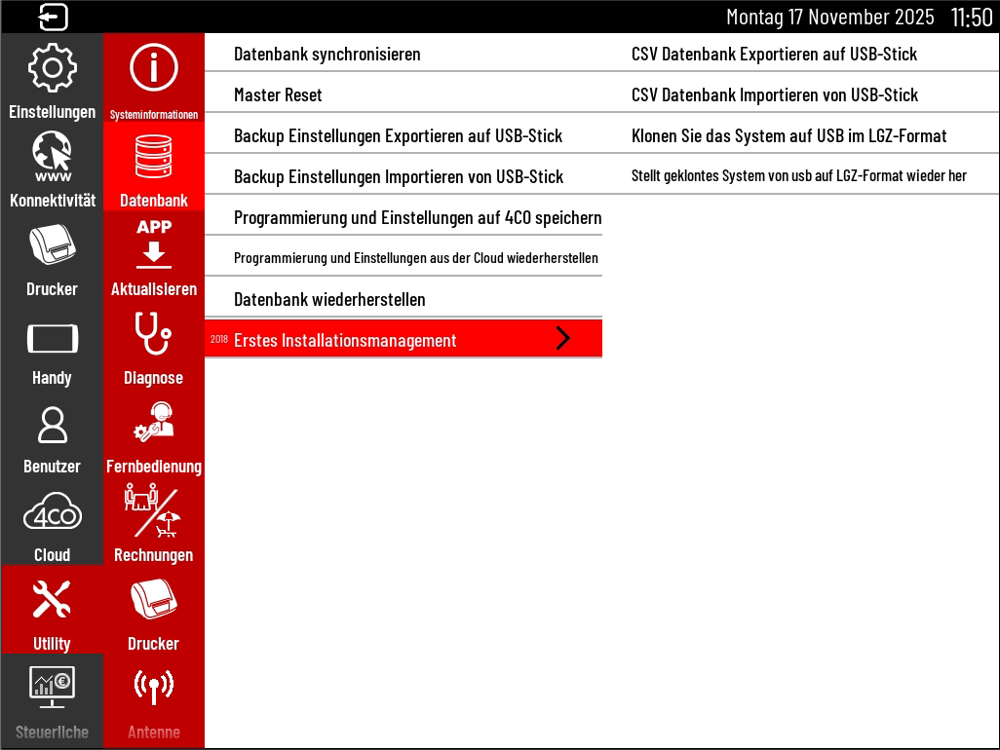 Montag 17 November 2025 11:50
Einstellungen
WWW
Konnektivität
Drucker
Handy
Benutzer
4CO
Cloud
Utility
€
Steuerliche
i
Systeminformationen
Datenbank
APP
Aktualisieren
Diagnose
Fernbedienung
Rechnungen
Drucker
Antenne
Datenbank synchronisieren
Master Reset
Backup Einstellungen Exportieren auf USB-Stick
Backup Einstellungen Importieren von USB-Stick
Programmierung und Einstellungen auf 4CO speichern
Programmierung und Einstellungen aus der Cloud wiederherstellen
Datenbank wiederherstellen
2018 Erstes Installationsmanagement
CSV Datenbank Exportieren auf USB-Stick
CSV Datenbank Importieren von USB-Stick
Klonen Sie das System auf USB im LGZ-Format
Stellt geklontes System von usb auf LGZ-Format wieder her